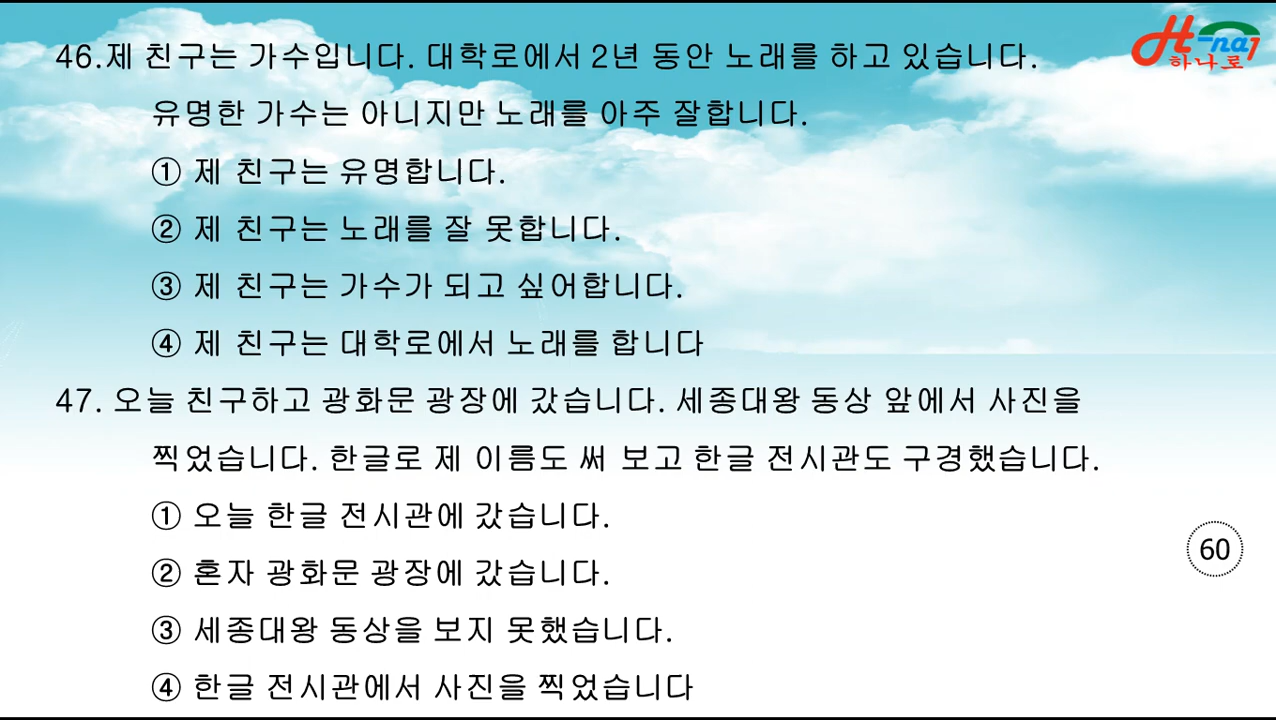 46.제 친구는 가수입니다. 대학로에서 2년 동안 노래를 하고 있습니다.
유명한 가수는 아니지만 노래를 아주 잘합니다.
① 제 친구는 유명합니다.
② 제 친구는 노래를 잘 못합니다.
③ 제 친구는 가수가 되고 싶어합니다.
④ 제 친구는 대학로에서 노래를 합니다
47. 오늘 친구하고 광화문 광장에 갔습니다. 세종대왕 동상 앞에서 사진을
찍었습니다. 한글로 제 이름도 써 보고 한글 전시관도 구경했습니다.
① 오늘 한글 전시관에 갔습니다.
② 혼자 광화문 광장에 갔습니다.
③ 세종대왕 동상을 보지 못했습니다.
④ 한글 전시관에서 사진을 찍었습니다
60
하나로